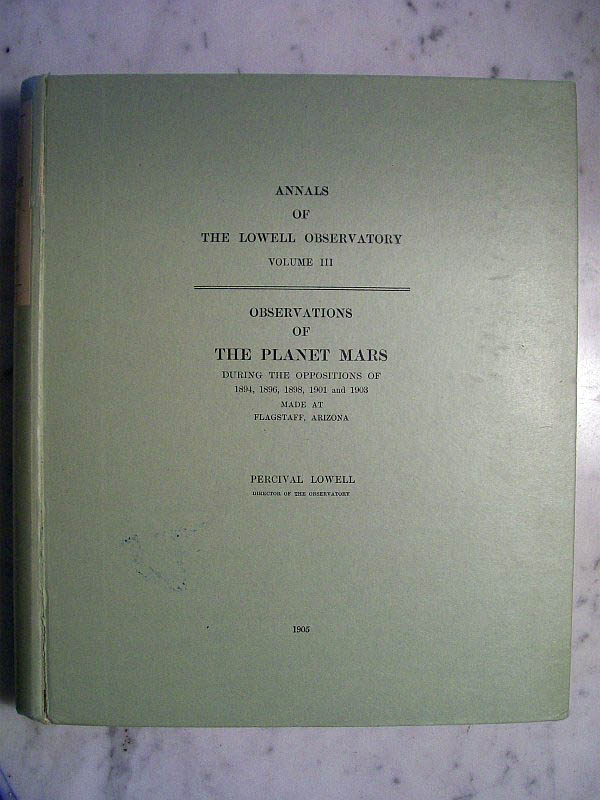 ANNALS
OF
THE LOWELL OBSERVATORY
VOLUME III
OBSERVATIONS
OF
THE PLANET MARS
DURING THE OPPOSITIONS OF
1894, 1896, 1898, 1901 and 1903
MADE AT
FLAGSTAFF, ARIZONA
PERCIVAL LOWELL
DIRECTOR OF THE OBSERVATORY
1905